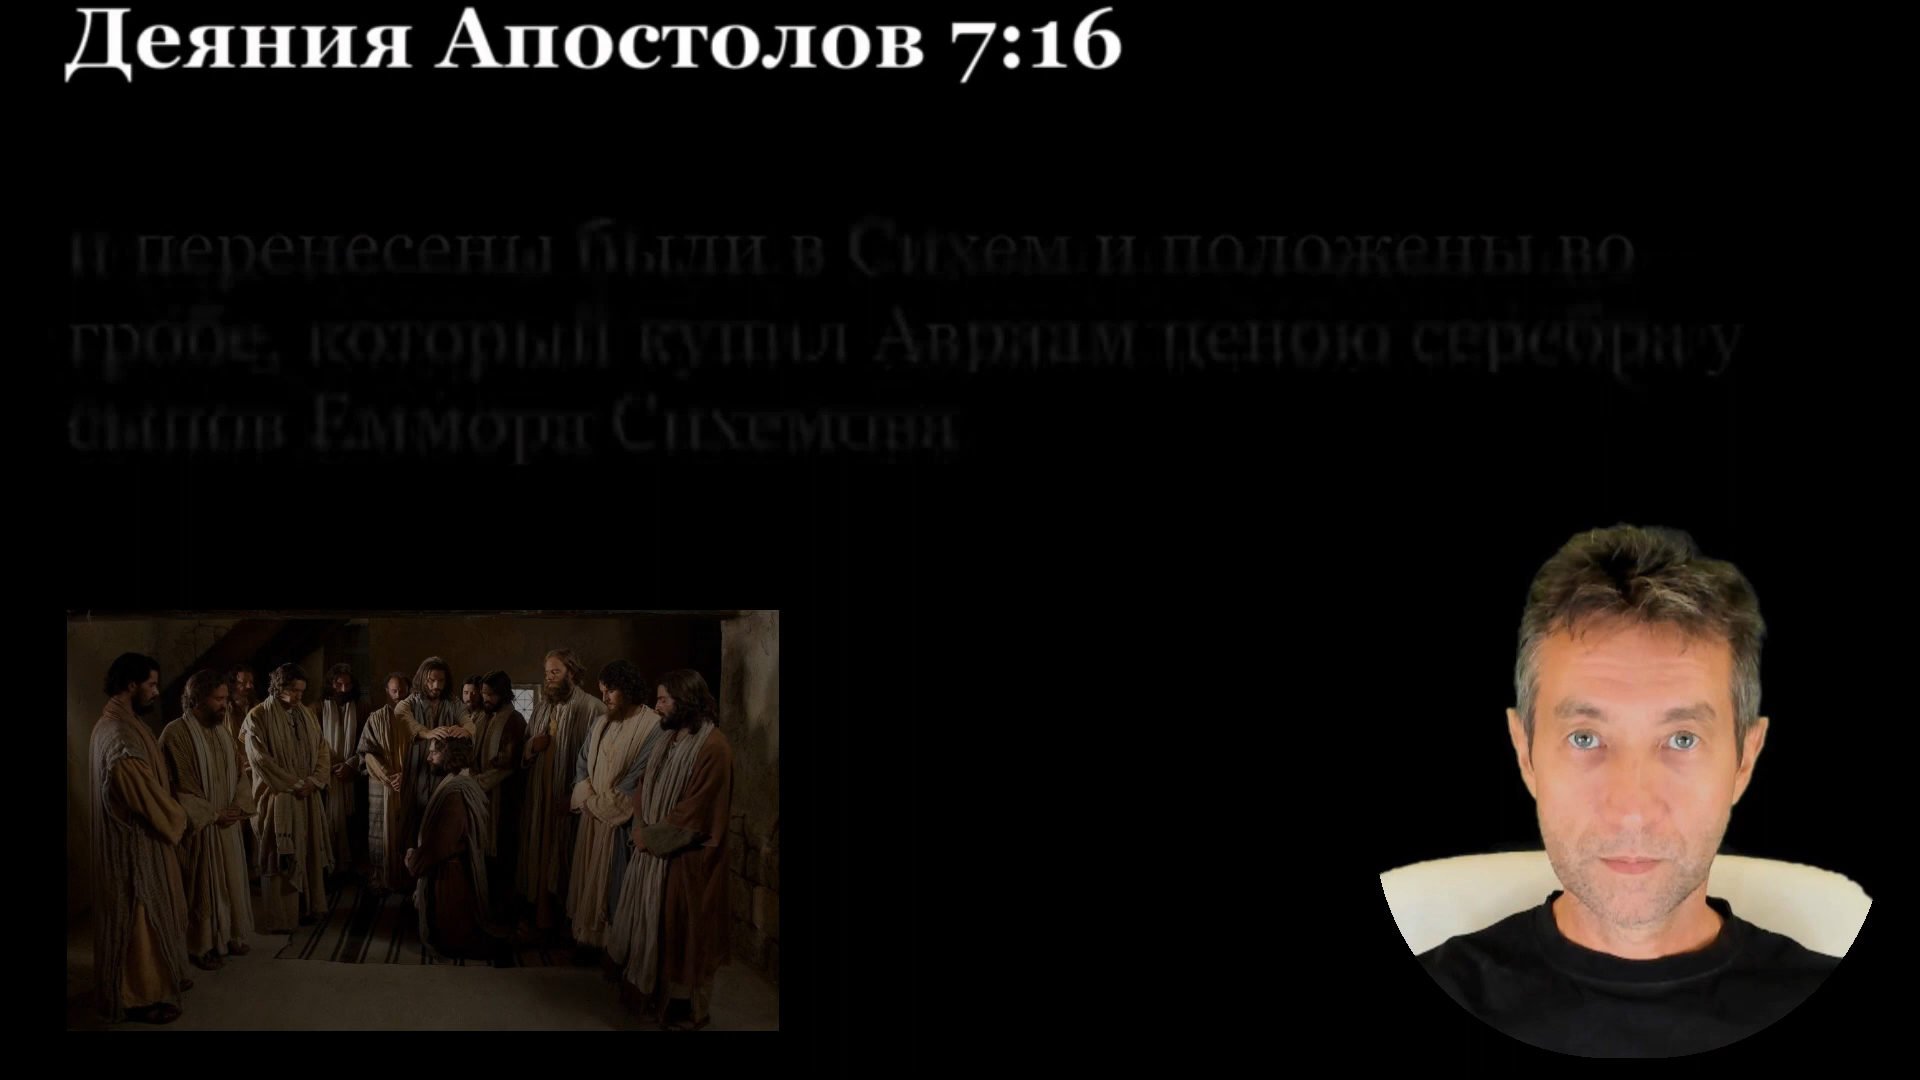 Деяния Апостолов 7:16
и перенесены были в Сихем и положены во
гробе, который купил Авраам ценою серебра у
сынов Еммора Сихемова